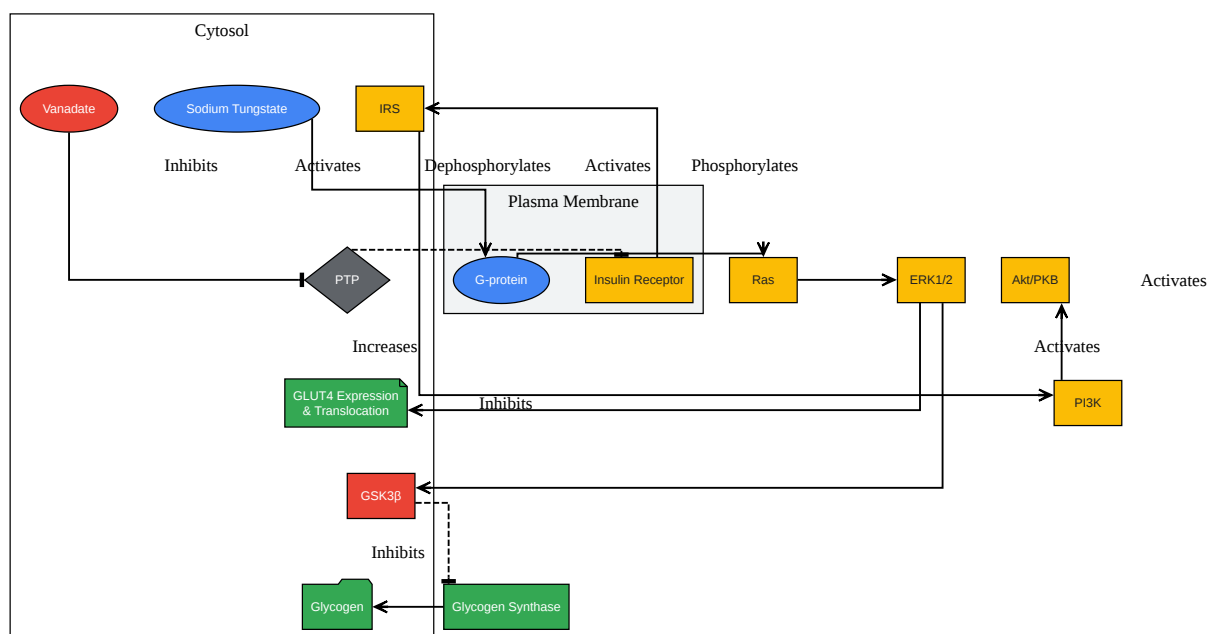 Cytosol
Vanadate
Sodium Tungstate
IRS
Inhibits
Activates
Dephosphorylates
Activates
Phosphorylates
Plasma Membrane
PTP
G-protein
Insulin Receptor
Ras
ERK1/2
Akt/PKB
Activates
Increases
Activates
GLUT4 Expression
& Translocation
Inhibits
PI3K
GSK3β
Inhibits
Glycogen
Glycogen Synthase